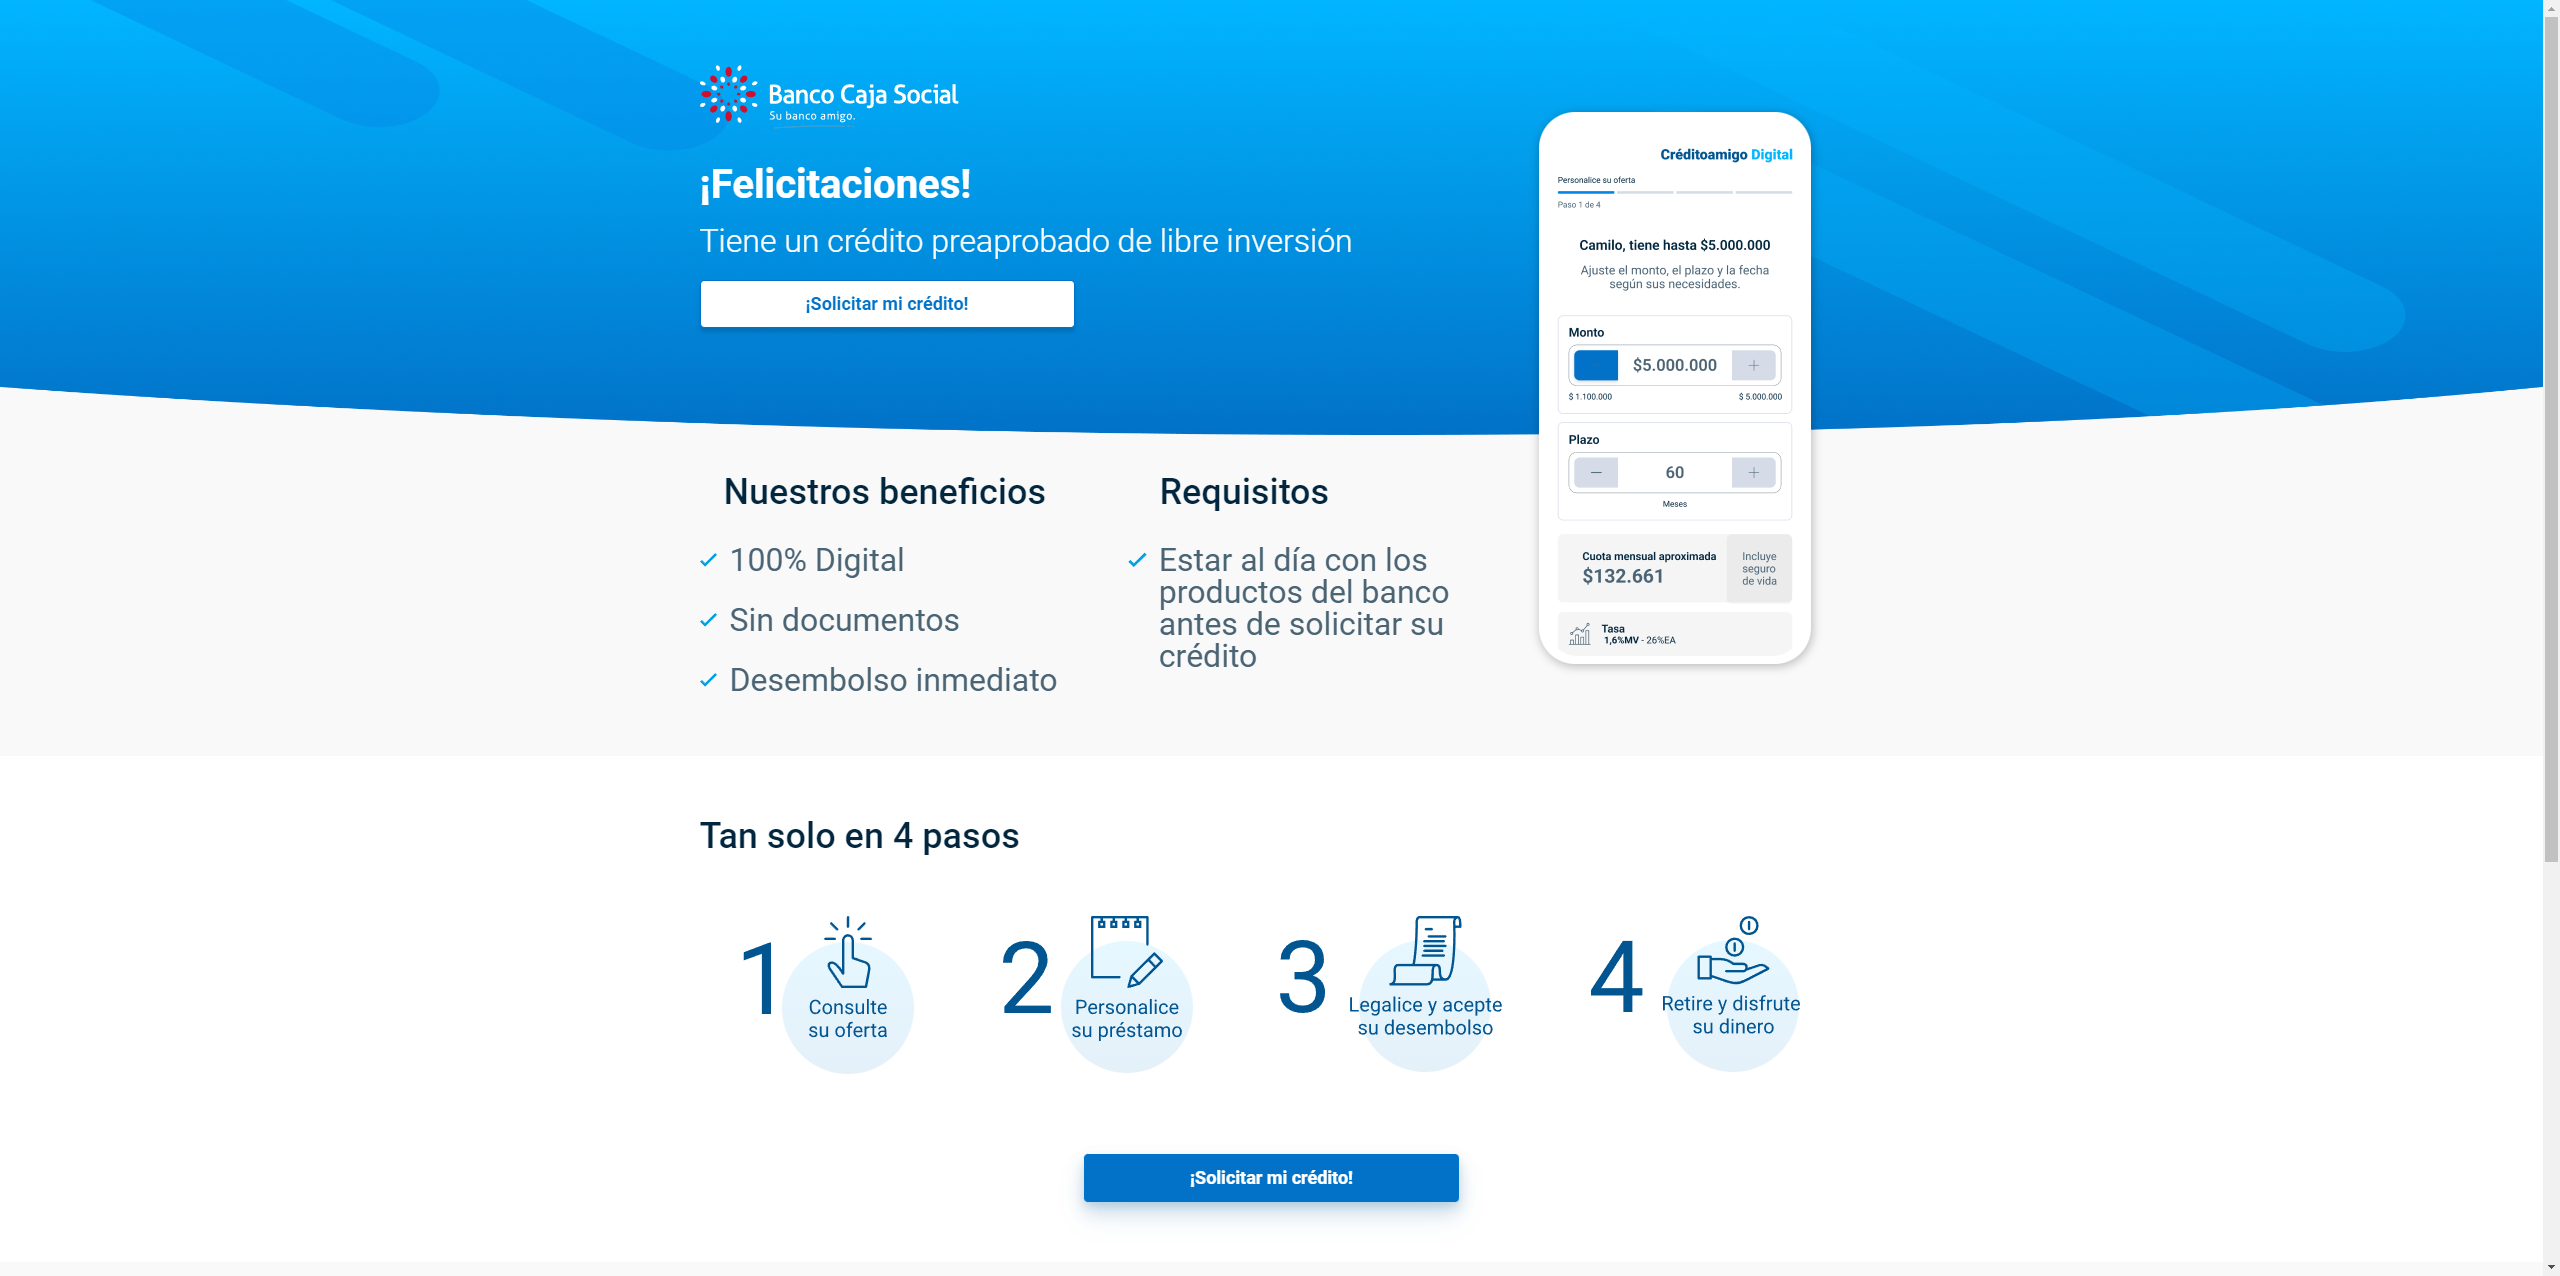 Banco Caja Social
Su banco amigo.
¡Felicitaciones!
Tiene un crédito preaprobado de libre inversión
¡Solicitar mi crédito!
Créditoamigo Digital
Personalice su oferta
Paso 1 de 4
Camilo, tiene hasta $5.000.000
Ajuste el monto, el plazo y la fecha
según sus necesidades.
Monto
$5.000.000 +
$ 1.100.000 $ 5.000.000
Plazo
− 60 +
Meses
Cuota mensual aproximada
$132.661
Incluye
seguro
de vida
Tasa
1,6%MV - 26%EA
Nuestros beneficios
100% Digital
Sin documentos
Desembolso inmediato
Requisitos
Estar al día con los
productos del banco
antes de solicitar su
crédito
Tan solo en 4 pasos
1
Consulte
su oferta
2
Personalice
su préstamo
3
Legalice y acepte
su desembolso
4
Retire y disfrute
su dinero
¡Solicitar mi crédito!